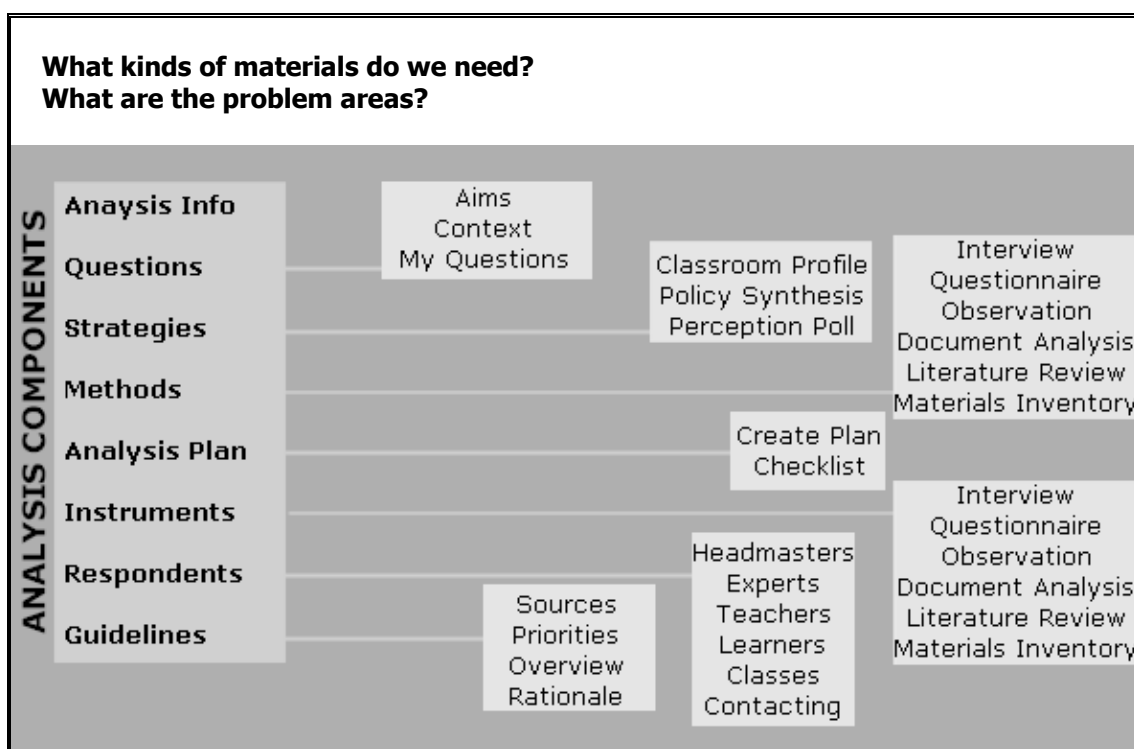 What kinds of materials do we need?
What are the problem areas?
ANALYSIS COMPONENTS
Anaysis Info
Questions
Strategies
Methods
Analysis Plan
Instruments
Respondents
Guidelines
Aims
Context
My Questions
Classroom Profile
Policy Synthesis
Perception Poll
Interview
Questionnaire
Observation
Document Analysis
Literature Review
Materials Inventory
Create Plan
Checklist
Interview
Questionnaire
Observation
Document Analysis
Literature Review
Materials Inventory
Headmasters
Experts
Teachers
Learners
Classes
Contacting
Sources
Priorities
Overview
Rationale